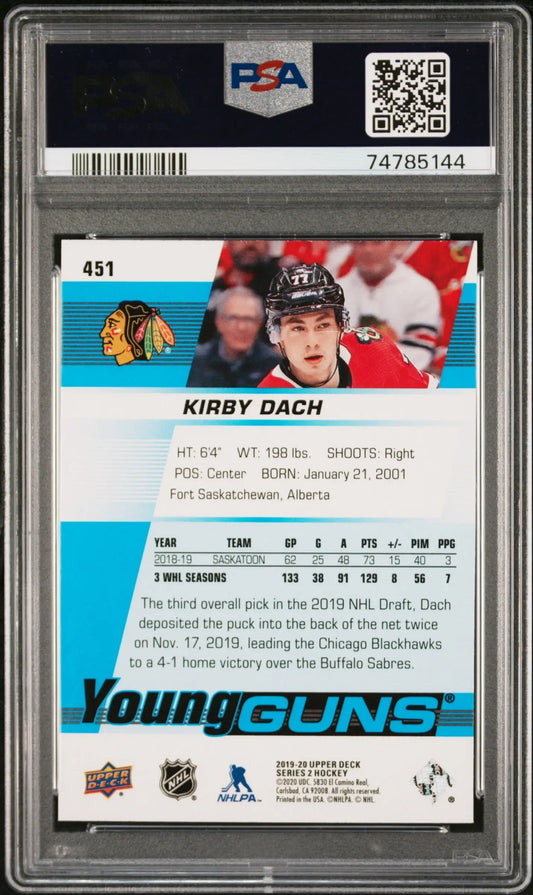 PSA
PSA
74785144
451
77
KIRBY DACH
HT: 6'4" WT: 198 lbs. SHOOTS: Right
POS: Center BORN: January 21, 2001
Fort Saskatchewan, Alberta
YEAR TEAM GP G A PTS +/- PIM PPG
2018-19 SASKATOON 62 25 48 73 15 40 3
3 WHL SEASONS 133 38 91 129 8 56 7
The third overall pick in the 2019 NHL Draft, Dach
deposited the puck into the back of the net twice
on Nov. 17, 2019, leading the Chicago Blackhawks
to a 4-1 home victory over the Buffalo Sabres.
Young GUNS®
UPPER DECK
NHL
NHLPA
2019-20 UPPER DECK
SERIES 2 HOCKEY
©2020 UDC. 5830 El Camino Real,
Carlsbad, CA 92008. All rights reserved.
Printed in the USA. ©NHLPA. © NHL.
®
PSA